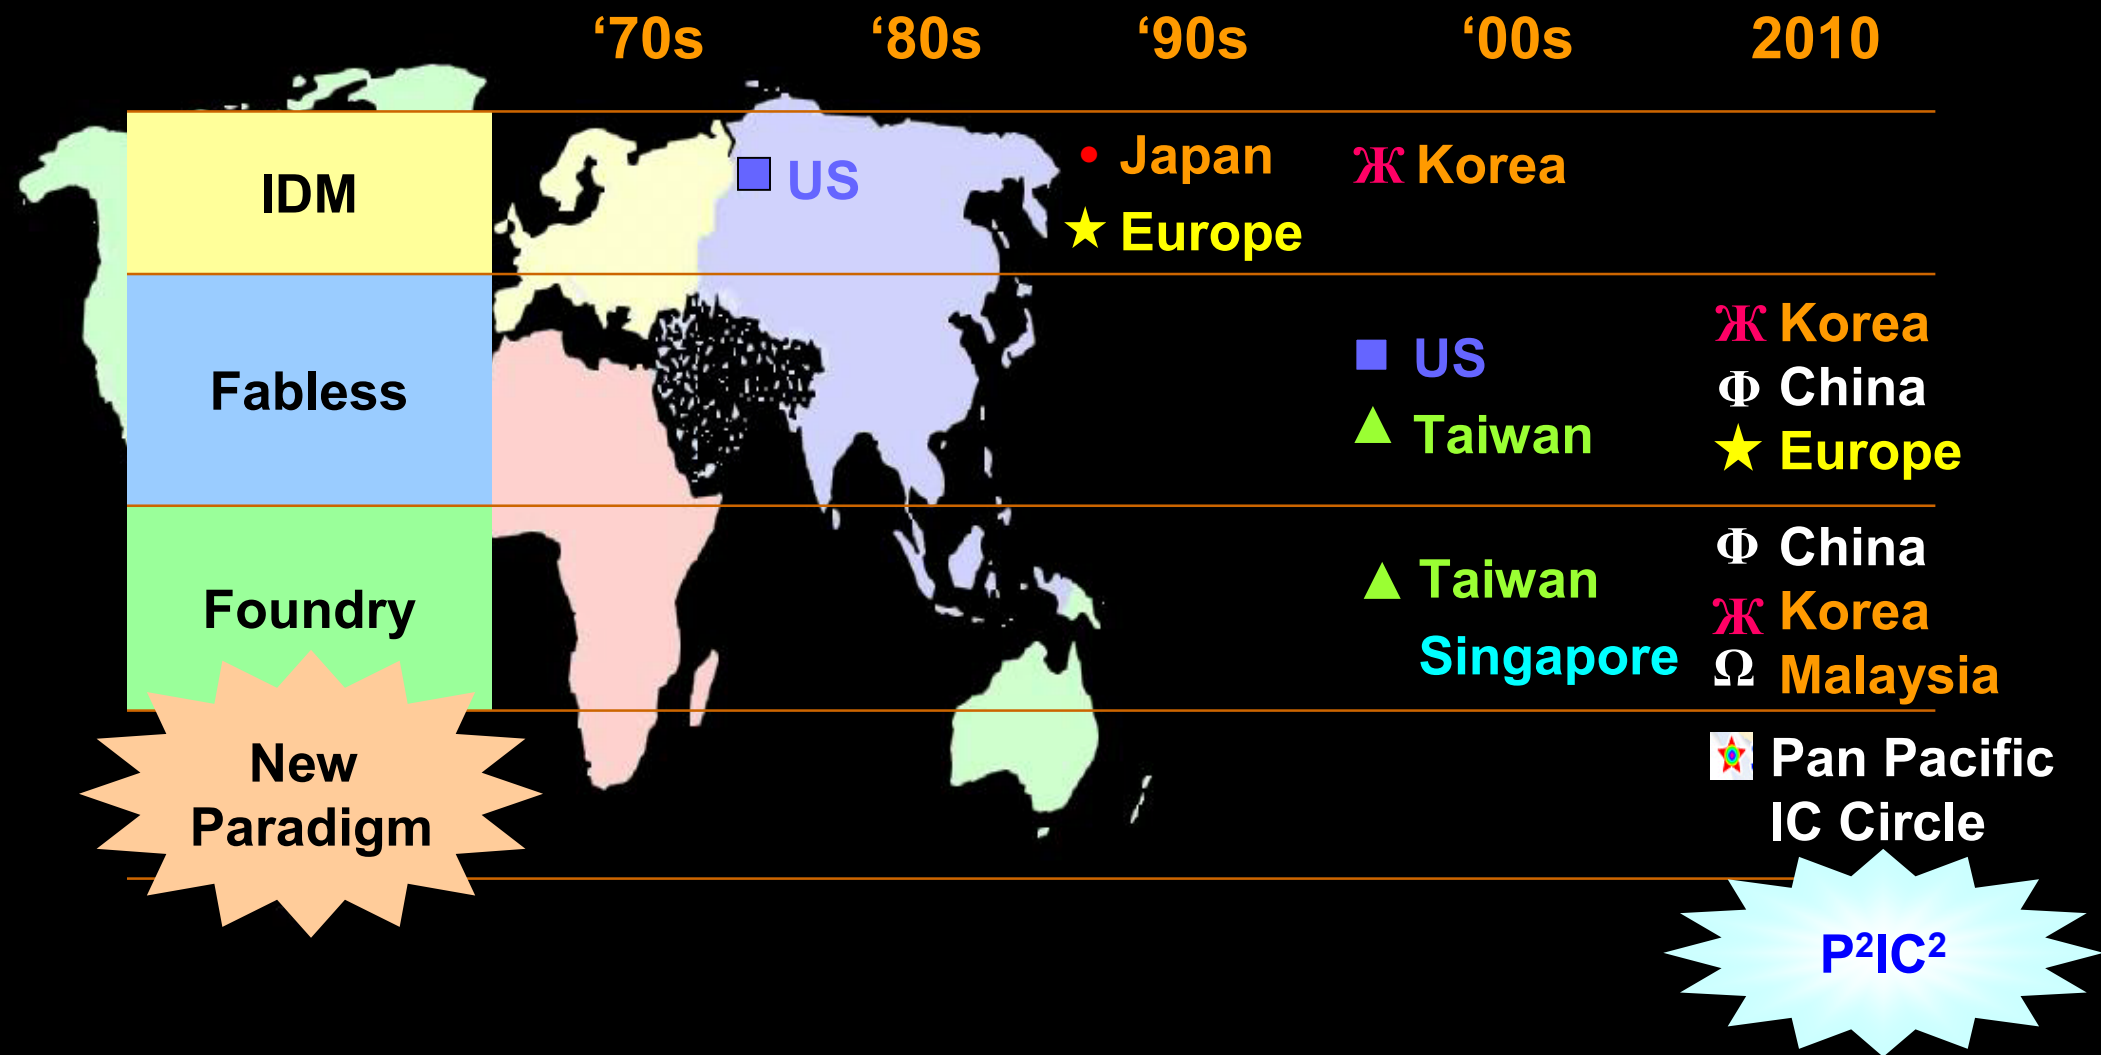 ‘70s ‘80s ‘90s ‘00s 2010
IDM
US
• Japan
★ Europe
Ж Korea
Fabless
US
Taiwan
Ж Korea
Φ China
★ Europe
Foundry
Taiwan
Singapore
Φ China
Ж Korea
Ω Malaysia
New
Paradigm
Pan Pacific
IC Circle
P²IC²